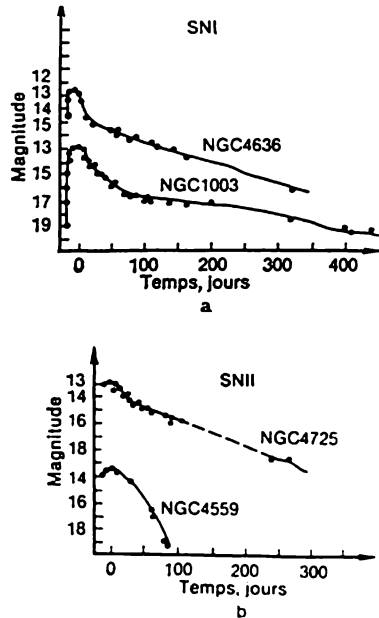 SNI
12
13
14
15
13
15
17
19
Magnitude
NGC4636
NGC1003
0 100 200 300 400
Temps, jours
a
SNII
13
14
16
14
16
18
Magnitude
NGC4725
NGC4559
0 100 200 300
Temps, jours
b